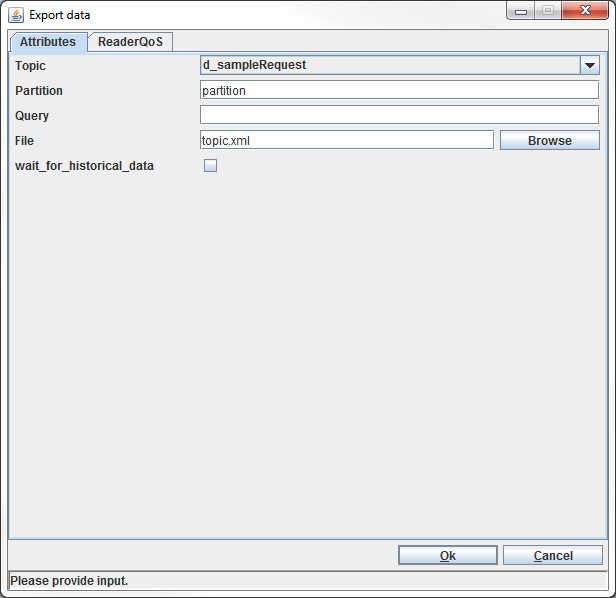 Export data
Attributes ReaderQoS
Topic d_sampleRequest
Partition partition
Query
File topic.xml Browse
wait_for_historical_data
Ok Cancel
Please provide input.